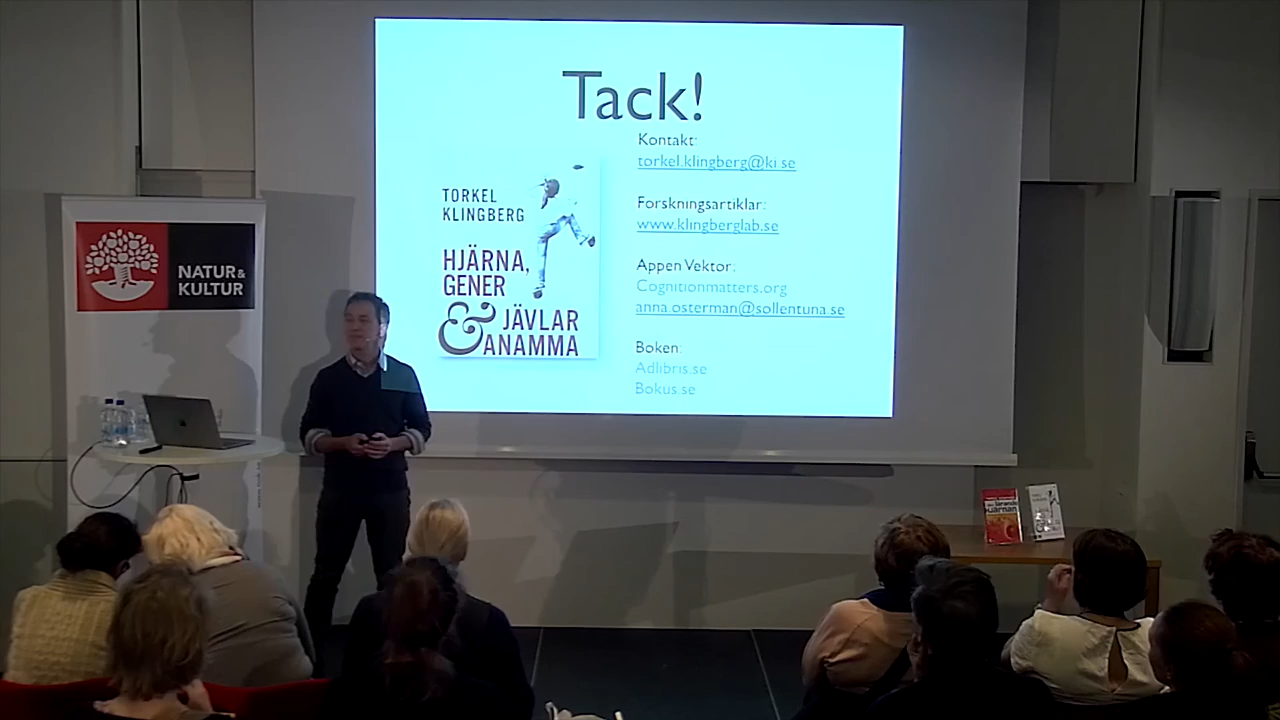 Tack!
Kontakt:
torkel.klingberg@ki.se
Forskningsartiklar:
www.klingberglab.se
Appen Vektor:
Cognitionmatters.org
anna.osterman@sollentuna.se
Boken:
Adlibris.se
Bokus.se
TORKEL
KLINGBERG
HJÄRNA,
GENER
& JÄVLAR
ANAMMA
NATUR&
KULTUR